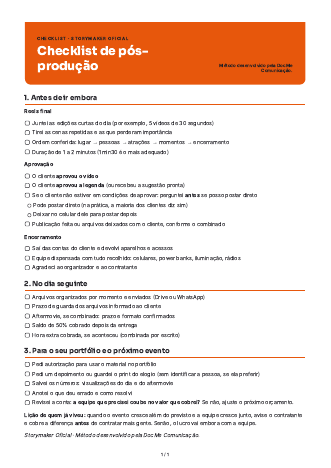 CHECKLIST · STORYMAKER OFICIAL
Checklist de pós-
produção
Método desenvolvido pela Doc Me
Comunicação.
1. Antes de ir embora
Reels final
Juntei as edições curtas do dia (por exemplo, 5 vídeos de 30 segundos)
Tirei as cenas repetidas e as que perderam importância
Ordem conferida: lugar → pessoas → atrações → momentos → encerramento
Duração de 1 a 2 minutos (1min30 é o mais adequado)
Aprovação
O cliente aprovou o vídeo
O cliente aprovou a legenda (ou recebeu a sugestão pronta)
Se o cliente não estiver em condições de aprovar: perguntei antes se posso postar direto
Pode postar direto (na prática, a maioria dos clientes diz sim)
Deixar no celular dele para postar depois
Publicação feita ou arquivos deixados com o cliente, conforme o combinado
Encerramento
Saí das contas do cliente e devolvi aparelhos e acessos
Equipe dispensada com tudo recolhido: celulares, power banks, iluminação, rádios
Agradeci ao organizador e ao contratante
2. No dia seguinte
Arquivos organizados por momento e enviados (Drive ou WhatsApp)
Prazo de guarda dos arquivos informado ao cliente
Aftermovie, se combinado: prazo e formato confirmados
Saldo de 50% cobrado depois da entrega
Hora extra cobrada, se aconteceu (combinada por escrito)
3. Para o seu portfólio e o próximo evento
Pedi autorização para usar o material no portfólio
Pedi um depoimento ou guardei o print do elogio (sem identificar a pessoa, se ela preferir)
Salvei os números: visualizações do dia e do aftermovie
Anotei o que deu errado e como resolvi
Revisei a conta: a equipe que precisei coube no valor que cobrei? Se não, ajuste o próximo orçamento.
Lição de quem já viveu: quando o evento cresce além do previsto e a equipe cresce junto, avise o contratante
e cobre a diferença antes de contratar mais gente. Senão, o lucro vai embora com a equipe.
Storymaker Oficial · Método desenvolvido pela Doc Me Comunicação.
1 / 1